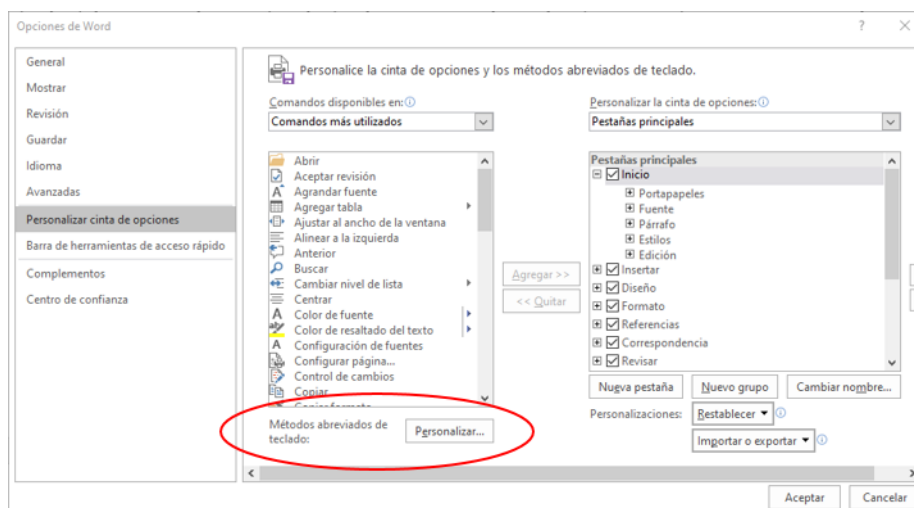 Opciones de Word
?
General
Mostrar
Revisión
Guardar
Idioma
Avanzadas
Personalizar cinta de opciones
Barra de herramientas de acceso rápido
Complementos
Centro de confianza
Personalice la cinta de opciones y los métodos abreviados de teclado.
Comandos disponibles en:
Comandos más utilizados
Abrir
Aceptar revisión
Agrandar fuente
Agregar tabla
Ajustar al ancho de la ventana
Alinear a la izquierda
Anterior
Buscar
Cambiar nivel de lista
Centrar
Color de fuente
Color de resaltado del texto
Configuración de fuentes
Configurar página...
Control de cambios
Copiar
Copiar formato
Métodos abreviados de
teclado:
Personalizar...
Agregar >>
<< Quitar
Personalizar la cinta de opciones:
Pestañas principales
Pestañas principales
Inicio
Portapapeles
Fuente
Párrafo
Estilos
Edición
Insertar
Diseño
Formato
Referencias
Correspondencia
Revisar
Nueva pestaña
Nuevo grupo
Cambiar nombre...
Personalizaciones:
Restablecer
Importar o exportar
Aceptar
Cancelar